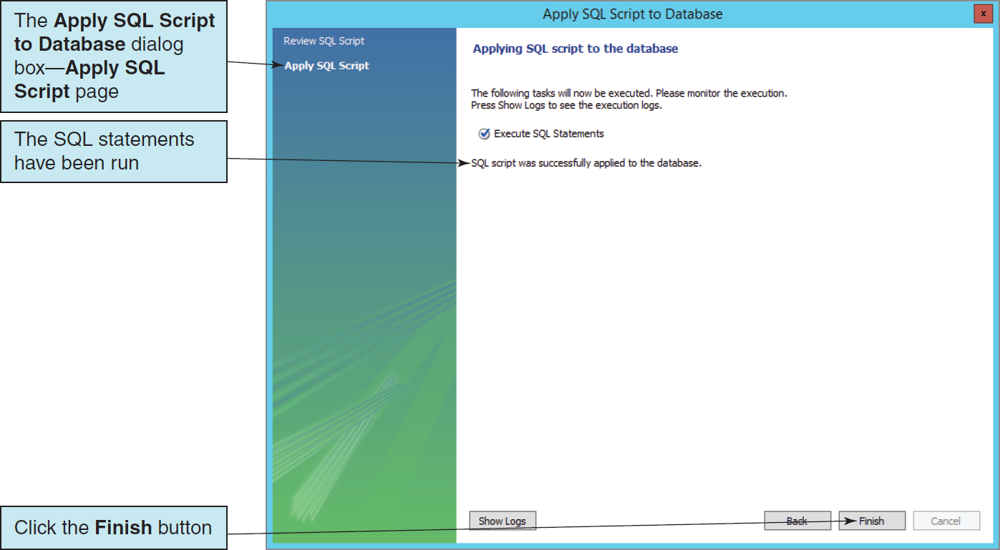 The Apply SQL Script
to Database dialog
box—Apply SQL
Script page
The SQL statements
have been run
Click the Finish button
Apply SQL Script to Database
x
Review SQL Script
Apply SQL Script
Applying SQL script to the database
The following tasks will now be executed. Please monitor the execution.
Press Show Logs to see the execution logs.
Execute SQL Statements
SQL script was successfully applied to the database.
Show Logs
Back
Finish
Cancel